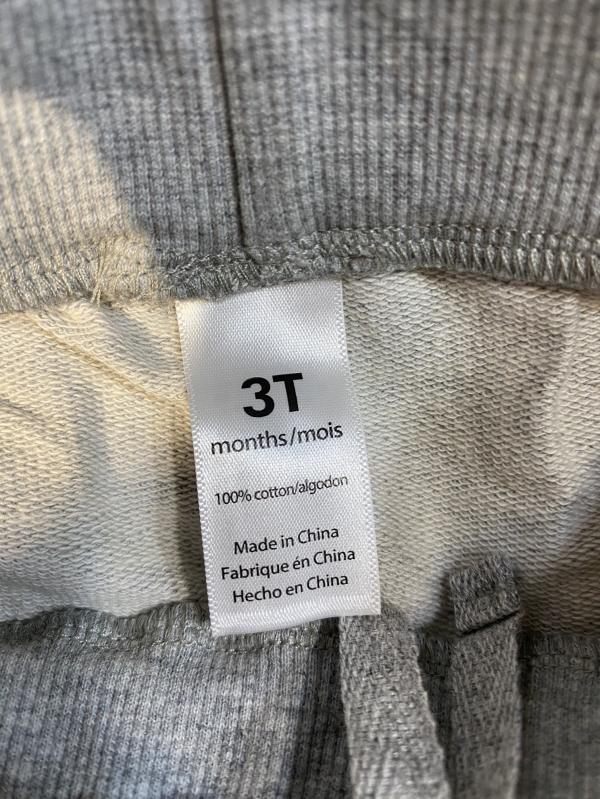 3T
months/mois
100% cotton/algodon
Made in China
Fabrique én China
Hecho en China